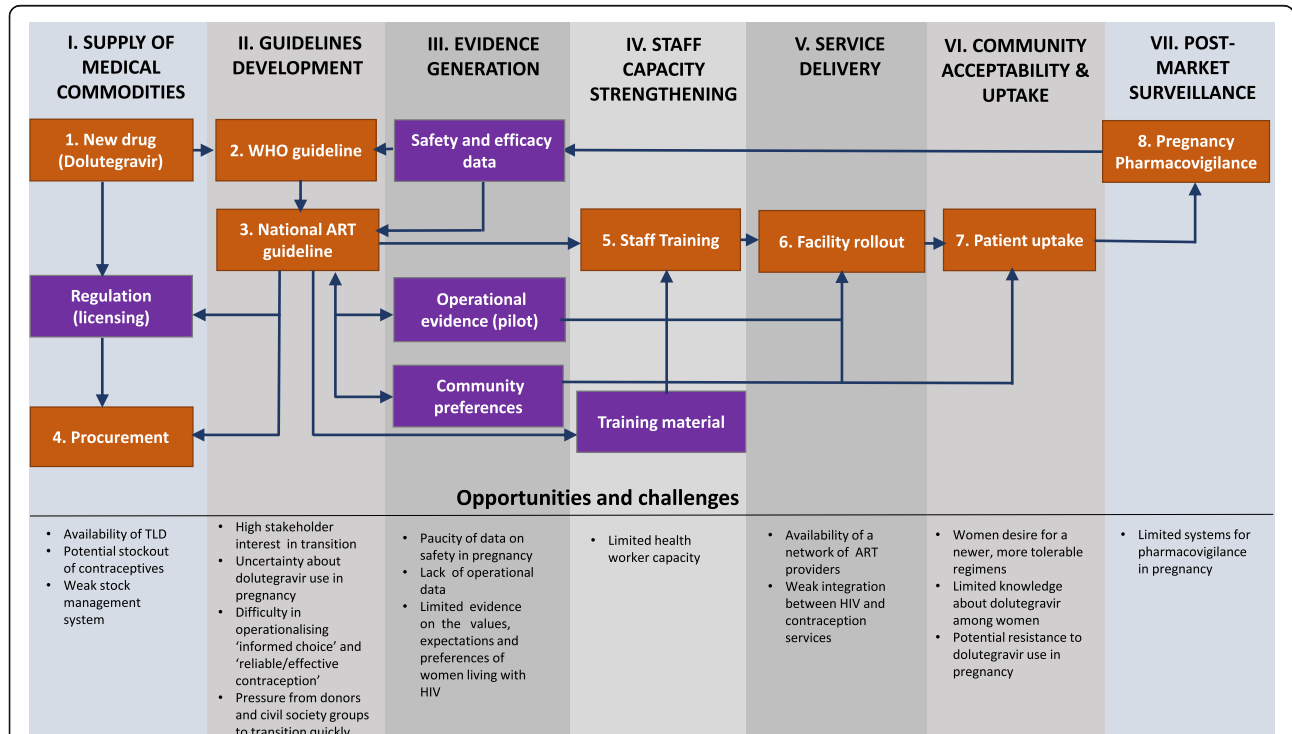 I. SUPPLY OF
MEDICAL
COMMODITIES
II. GUIDELINES
DEVELOPMENT
III. EVIDENCE
GENERATION
IV. STAFF
CAPACITY
STRENGTHENING
V. SERVICE
DELIVERY
VI. COMMUNITY
ACCEPTABILITY &
UPTAKE
VII. POST-
MARKET
SURVEILLANCE
1. New drug
(Dolutegravir)
2. WHO guideline
Safety and efficacy
data
8. Pregnancy
Pharmacovigilance
3. National ART
guideline
5. Staff Training
6. Facility rollout
7. Patient uptake
Regulation
(licensing)
Operational
evidence (pilot)
Community
preferences
Training material
4. Procurement
Opportunities and challenges
• Availability of TLD
• Potential stockout
of contraceptives
• Weak stock
management
system
• High stakeholder
interest in transition
• Uncertainty about
dolutegravir use in
pregnancy
• Difficulty in
operationalising
‘informed choice’ and
‘reliable/effective
contraception’
• Pressure from donors
and civil society groups
to transition quickly
• Paucity of data on
safety in pregnancy
• Lack of operational
data
• Limited evidence
on the values,
expectations and
preferences of
women living with
HIV
• Limited health
worker capacity
• Availability of a
network of ART
providers
• Weak integration
between HIV and
contraception
services
• Women desire for a
newer, more tolerable
regimens
• Limited knowledge
about dolutegravir
among women
• Potential resistance to
dolutegravir use in
pregnancy
• Limited systems for
pharmacovigilance
in pregnancy